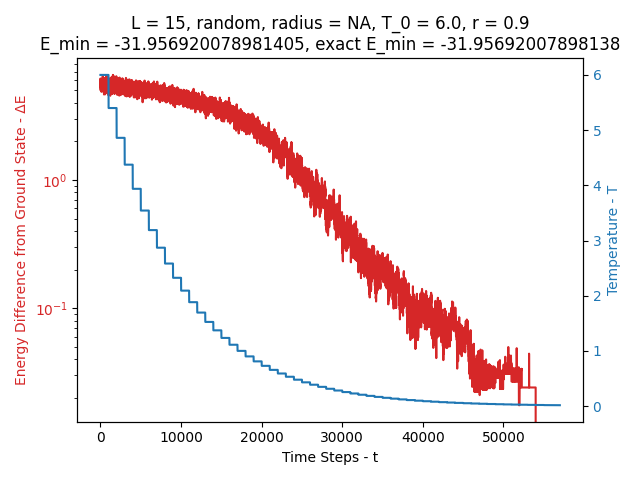 L = 15, random, radius = NA, T_0 = 6.0, r = 0.9
E_min = -31.956920078981405, exact E_min = -31.95692007898138
Energy Difference from Ground State - ΔE
10⁰
10⁻¹
6
5
4
3
2
1
0
Temperature - T
0 10000 20000 30000 40000 50000
Time Steps - t